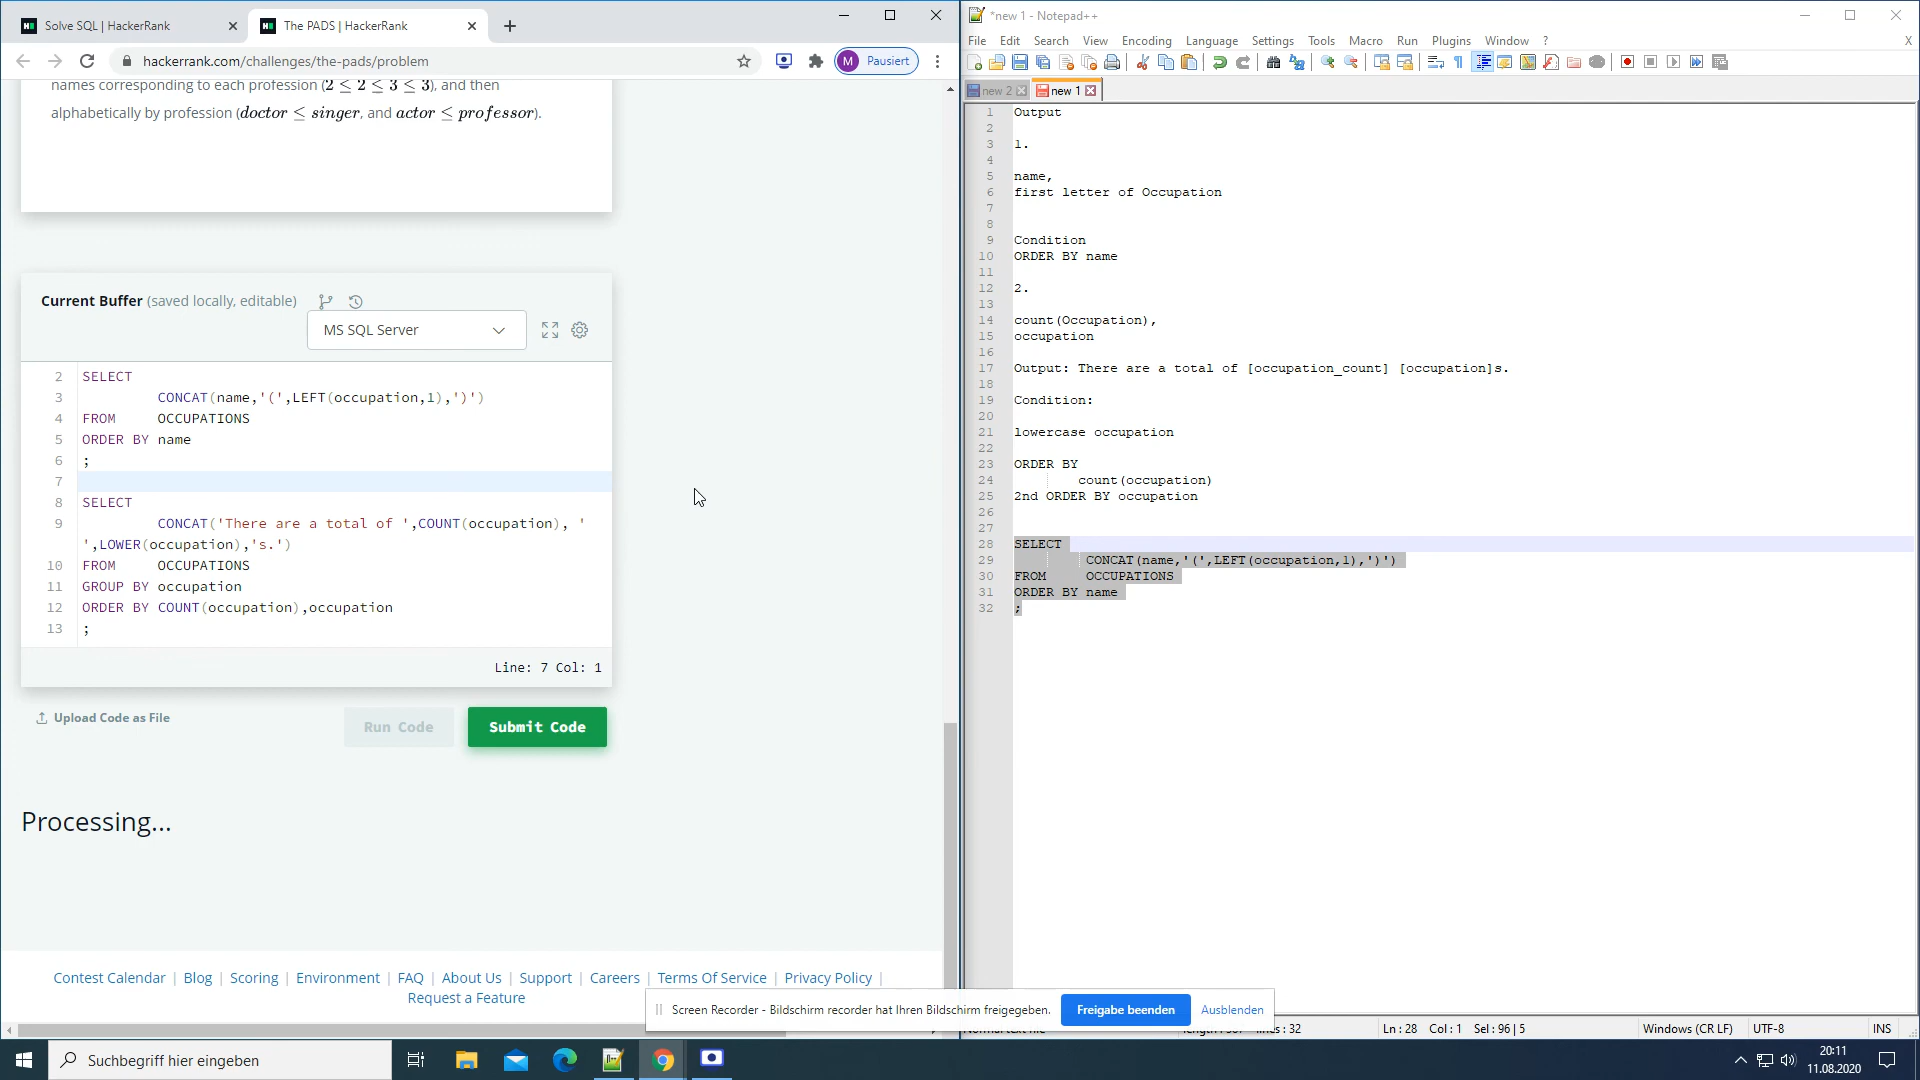 Solve SQL | HackerRank
The PADS | HackerRank
hackerrank.com/challenges/the-pads/problem
M Pausiert
names corresponding to each profession (2 ≤ 2 ≤ 3 ≤ 3), and then
alphabetically by profession (doctor ≤ singer, and actor ≤ professor).
Current Buffer (saved locally, editable)
MS SQL Server
2 SELECT
3 CONCAT(name,'(',LEFT(occupation,1),')')
4 FROM OCCUPATIONS
5 ORDER BY name
6 ;
7
8 SELECT
9 CONCAT('There are a total of ',COUNT(occupation), '
',LOWER(occupation),'s.')
10 FROM OCCUPATIONS
11 GROUP BY occupation
12 ORDER BY COUNT(occupation),occupation
13 ;
Line: 7 Col: 1
Upload Code as File
Run Code
Submit Code
Processing...
Contest Calendar | Blog | Scoring | Environment | FAQ | About Us | Support | Careers | Terms Of Service | Privacy Policy |
Request a Feature
*new 1 - Notepad++
File Edit Search View Encoding Language Settings Tools Macro Run Plugins Window ? X
new 2
new 1
1 Output
2
3 1.
4
5 name,
6 first letter of Occupation
7
8
9 Condition
10 ORDER BY name
11
12 2.
13
14 count(Occupation),
15 occupation
16
17 Output: There are a total of [occupation_count] [occupation]s.
18
19 Condition:
20
21 lowercase occupation
22
23 ORDER BY
24 count(occupation)
25 2nd ORDER BY occupation
26
27
28 SELECT
29 CONCAT(name,'(',LEFT(occupation,1),')')
30 FROM OCCUPATIONS
31 ORDER BY name
32 ;
Screen Recorder - Bildschirm recorder hat Ihren Bildschirm freigegeben.
Freigabe beenden
Ausblenden
Ln : 28 Col : 1 Sel : 96 | 5
Windows (CR LF)
UTF-8
INS
Suchbegriff hier eingeben
20:11
11.08.2020